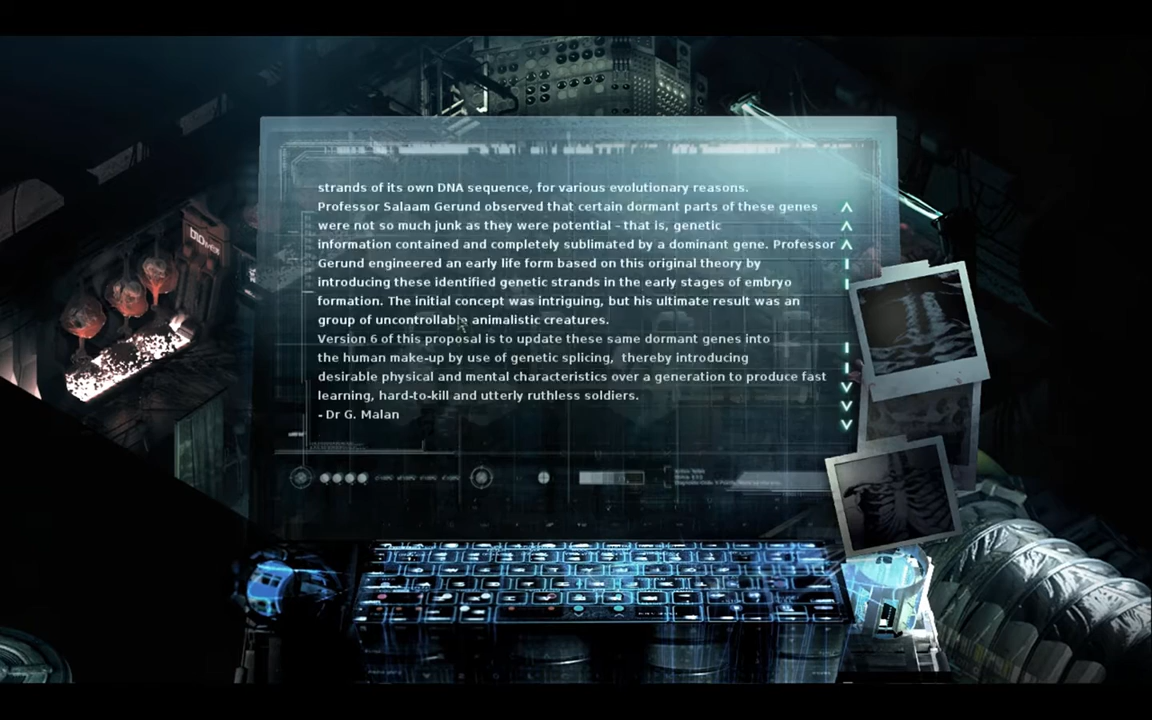 strands of its own DNA sequence, for various evolutionary reasons.
Professor Salaam Gerund observed that certain dormant parts of these genes
were not so much junk as they were potential - that is, genetic
information contained and completely sublimated by a dominant gene. Professor
Gerund engineered an early life form based on this original theory by
introducing these identified genetic strands in the early stages of embryo
formation. The initial concept was intriguing, but his ultimate result was an
group of uncontrollable animalistic creatures.
Version 6 of this proposal is to update these same dormant genes into
the human make-up by use of genetic splicing,  thereby introducing
desirable physical and mental characteristics over a generation to produce fast
learning, hard-to-kill and utterly ruthless soldiers.
- Dr G. Malan